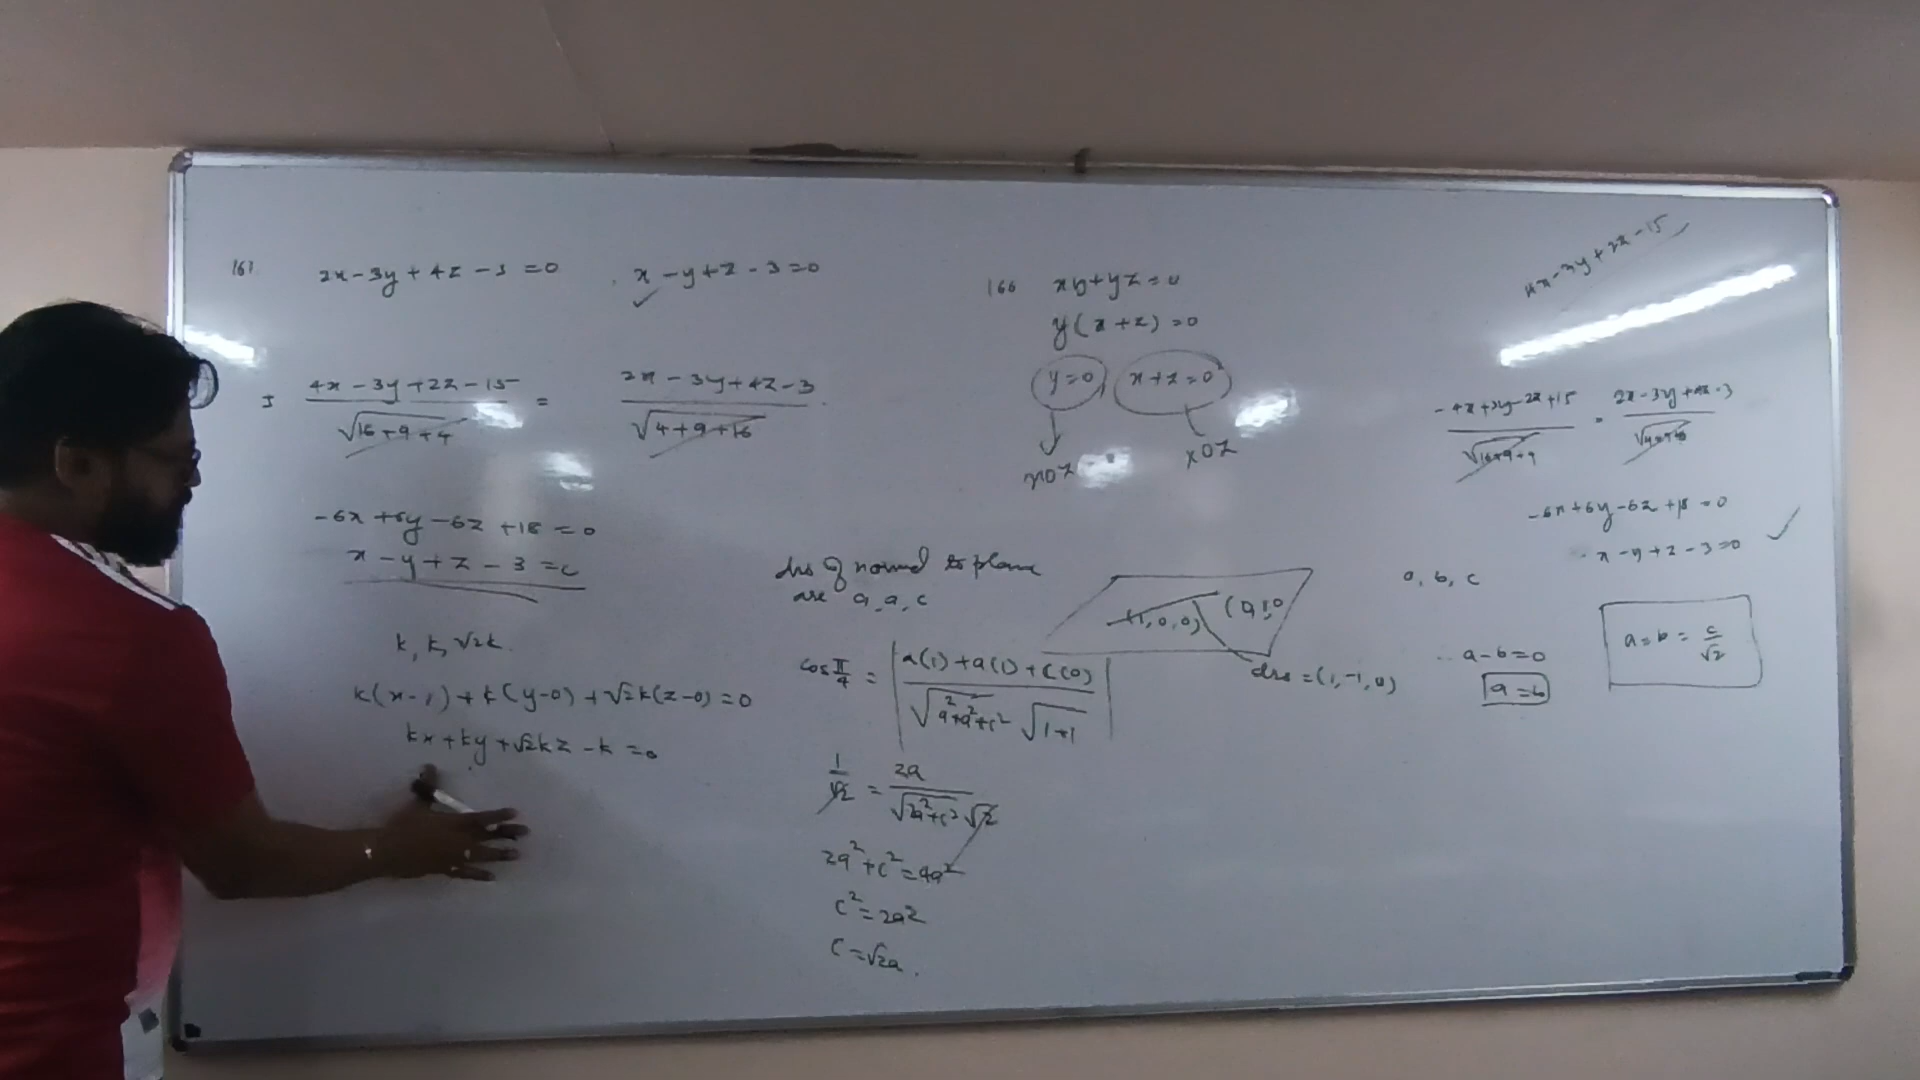 161 2x-3y+4z-3=0 x-y+z-3=0
I (4x-3y+2z-15)/√(16+9+4) = (2x-3y+4z-3)/√(4+9+16)
-6x+6y-6z+18=0
x-y+z-3=0
k, k, √2k.
k(x-1)+k(y-0)+√2k(z-0)=0
kx+ky+√2kz-k=0
166 xy+yz=0
y(x+z)=0
y=0, x+z=0
xoz xoz
drs of normal to plane
are a,a,c
cos π/4 = |(a(1)+a(1)+c(0))/(√(a²+a²+c²) √(1+1))|
1/√2 = 2a/(√(2a²+c²) √2)
2a²+c²=4a²
c²=2a²
c=√2a.
(1,0,0) (0,1,0
drs=(1,-1,0)
4x-3y+2z-15
(-4x+3y-2z+15)/√(16+9+4) = (2x-3y+4z-3)/√(4+9+16)
-6x+6y-6z+18=0
x-y+z-3=0
a, b, c
a-b=0
a=b
a=b=c/√2